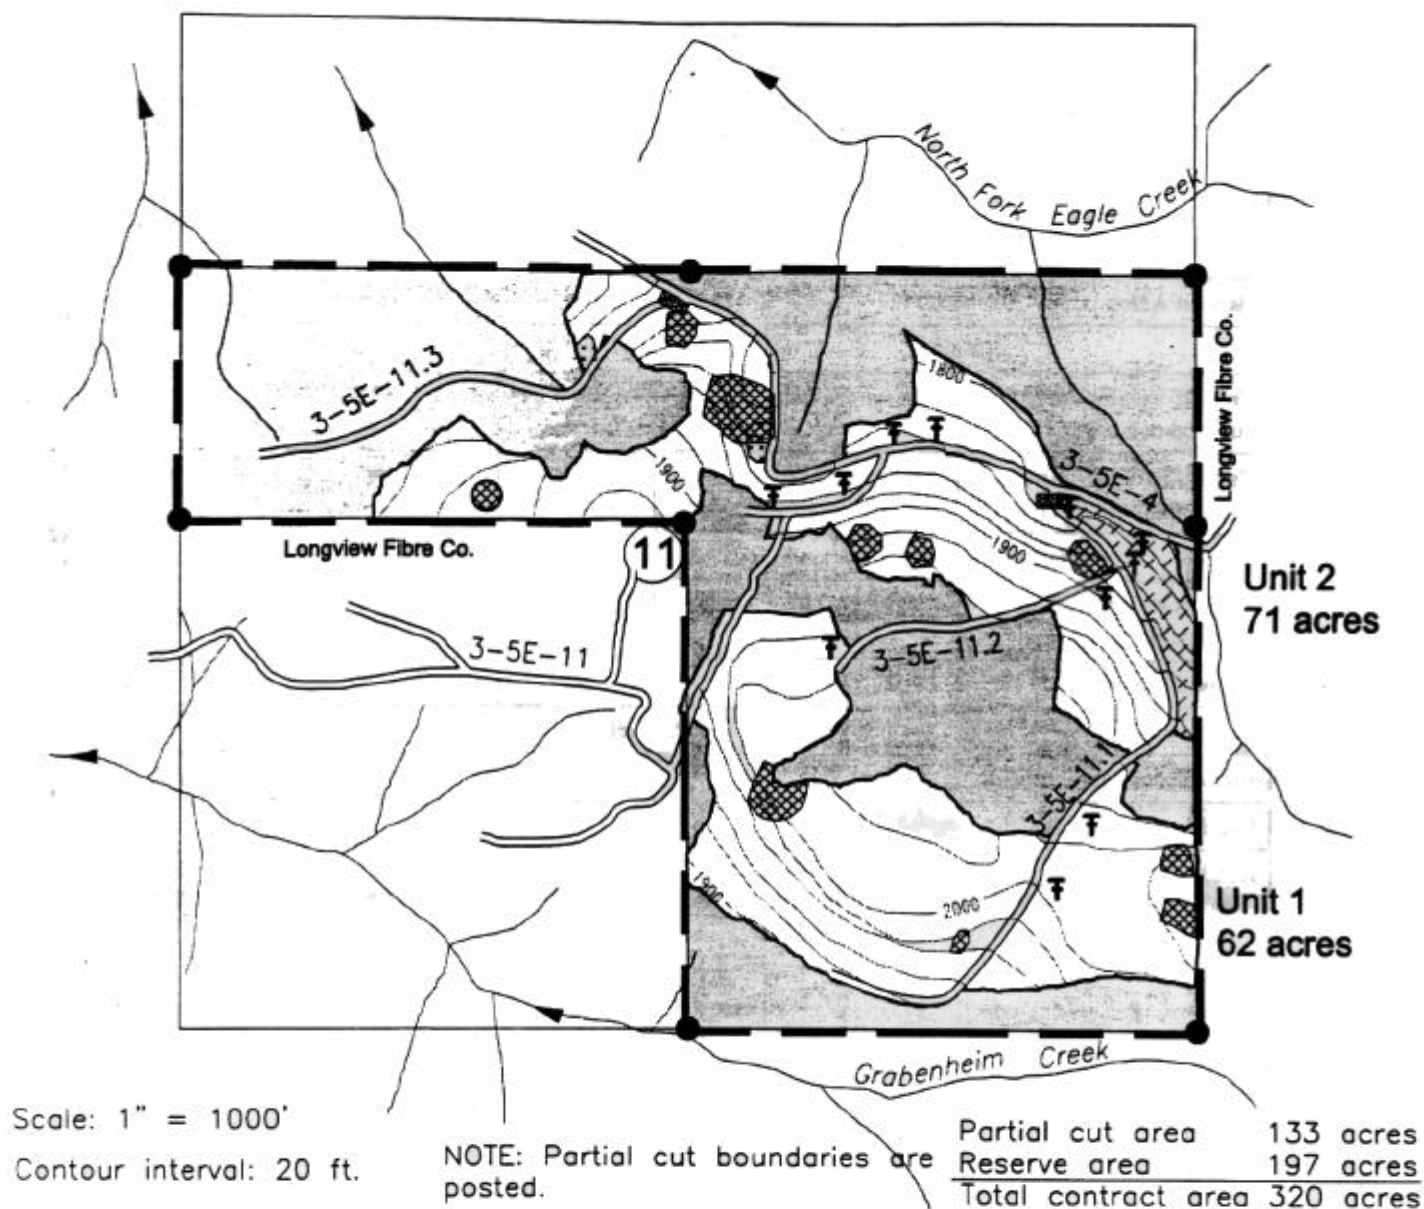 North Fork Eagle Creek
Longview Fibre Co.
3-5E-11.3
1800
1900
3-5E-4
1900
Longview Fibre Co.
11
Unit 2
71 acres
3-5E-11
3-5E-11.2
3-5E-11.1
1900
2000
Unit 1
62 acres
Grabenheim Creek
Scale: 1" = 1000'
Contour interval: 20 ft.
NOTE: Partial cut boundaries are
posted.
Partial cut area 133 acres
Reserve area 197 acres
Total contract area 320 acres